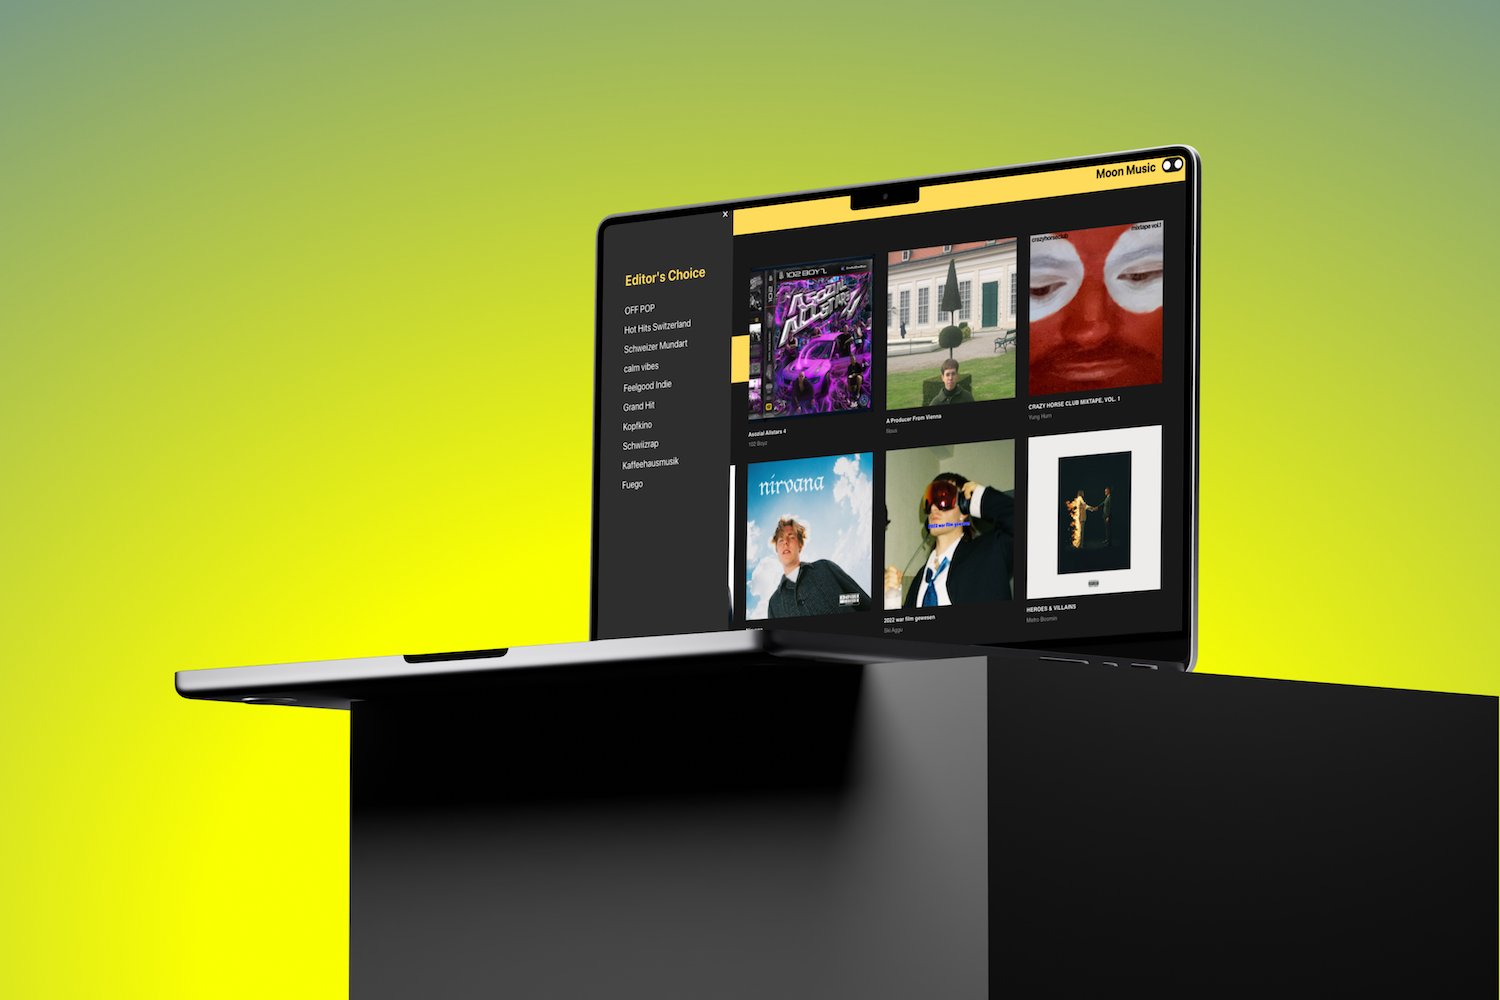 Moon Music
x
Editor's Choice
OFF POP
Hot Hits Switzerland
Schweizer Mundart
calm vibes
Feelgood Indie
Grand Hit
Kopfkino
Schwiizrap
Kaffeehausmusik
Fuego
102 BOYZ
ASOZIAL
ALLSTARS 4
Asozial Allstars 4
102 Boyz
A Producer From Vienna
crazyhorseclub
mixtape vol.1
CRAZY HORSE CLUB MIXTAPE, VOL. 1
Yung Hurn
nirvana
2022 war film gewesen
2022 war film gewesen
Ski Aggu
HEROES & VILLAINS
Metro Boomin